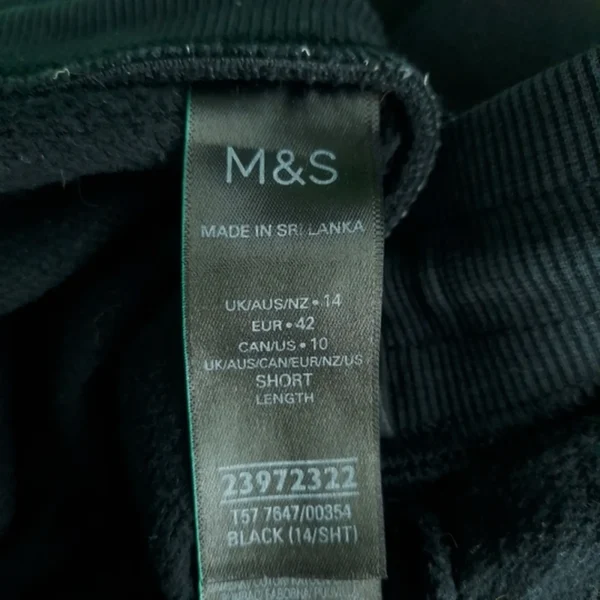 M&S
MADE IN SRI LANKA
UK/AUS/NZ • 14
EUR • 42
CAN/US • 10
UK/AUS/CAN/EUR/NZ/US
SHORT
LENGTH
23972322
T57 7647/00354
BLACK (14/SHT)